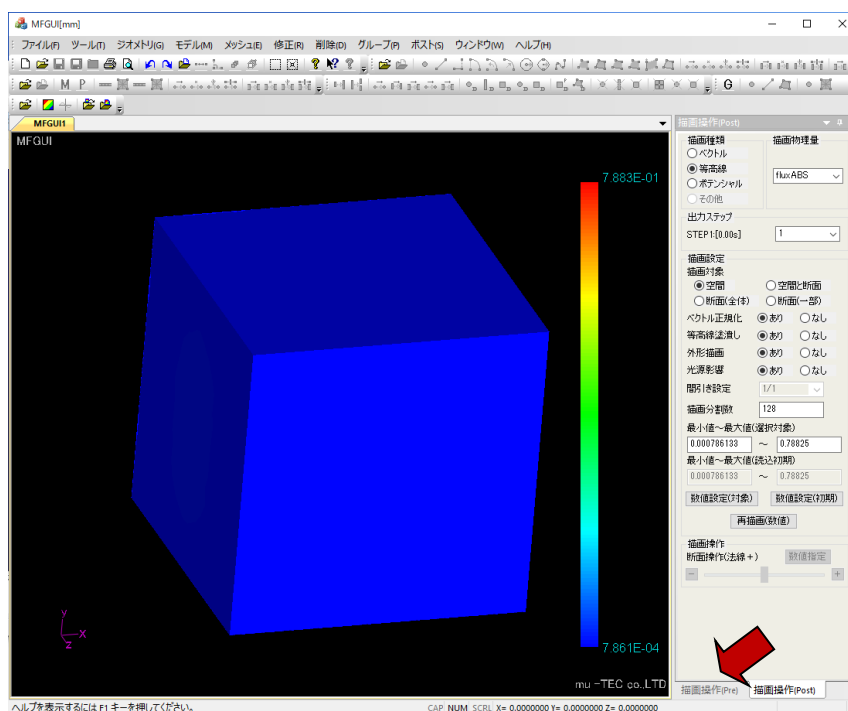 MFGUI[mm]
ファイル(F) ツール(T) ジオメトリ(G) モデル(M) メッシュ(E) 修正(R) 削除(D) グループ(P) ポスト(S) ウィンドウ(W) ヘルプ(H)
M P
G
MFGUI1
描画操作(Post)
MFGUI
7.883E-01
7.861E-04
y
x
z
mu -TEC co.,LTD
描画種類
ベクトル
等高線
ポテンシャル
その他
描画物理量
fluxABS
出力ステップ
STEP1:[0.00s] 1
描画設定
描画対象
空間 空間と断面
断面(全体) 断面(一部)
ベクトル正規化 あり なし
等高線塗潰し あり なし
外形描画 あり なし
光源影響 あり なし
間引き設定 1/1
描画分割数 128
最小値～最大値(選択対象)
0.000786133 ～ 0.78825
最小値～最大値(読込初期)
0.000786133 ～ 0.78825
数値設定(対象) 数値設定(初期)
再描画(数値)
描画操作
断面操作(法線+) 数値指定
描画操作(Pre) 描画操作(Post)
ヘルプを表示するには F1 キーを押してください。 CAP NUM SCRL X= 0.0000000 Y= 0.0000000 Z= 0.0000000